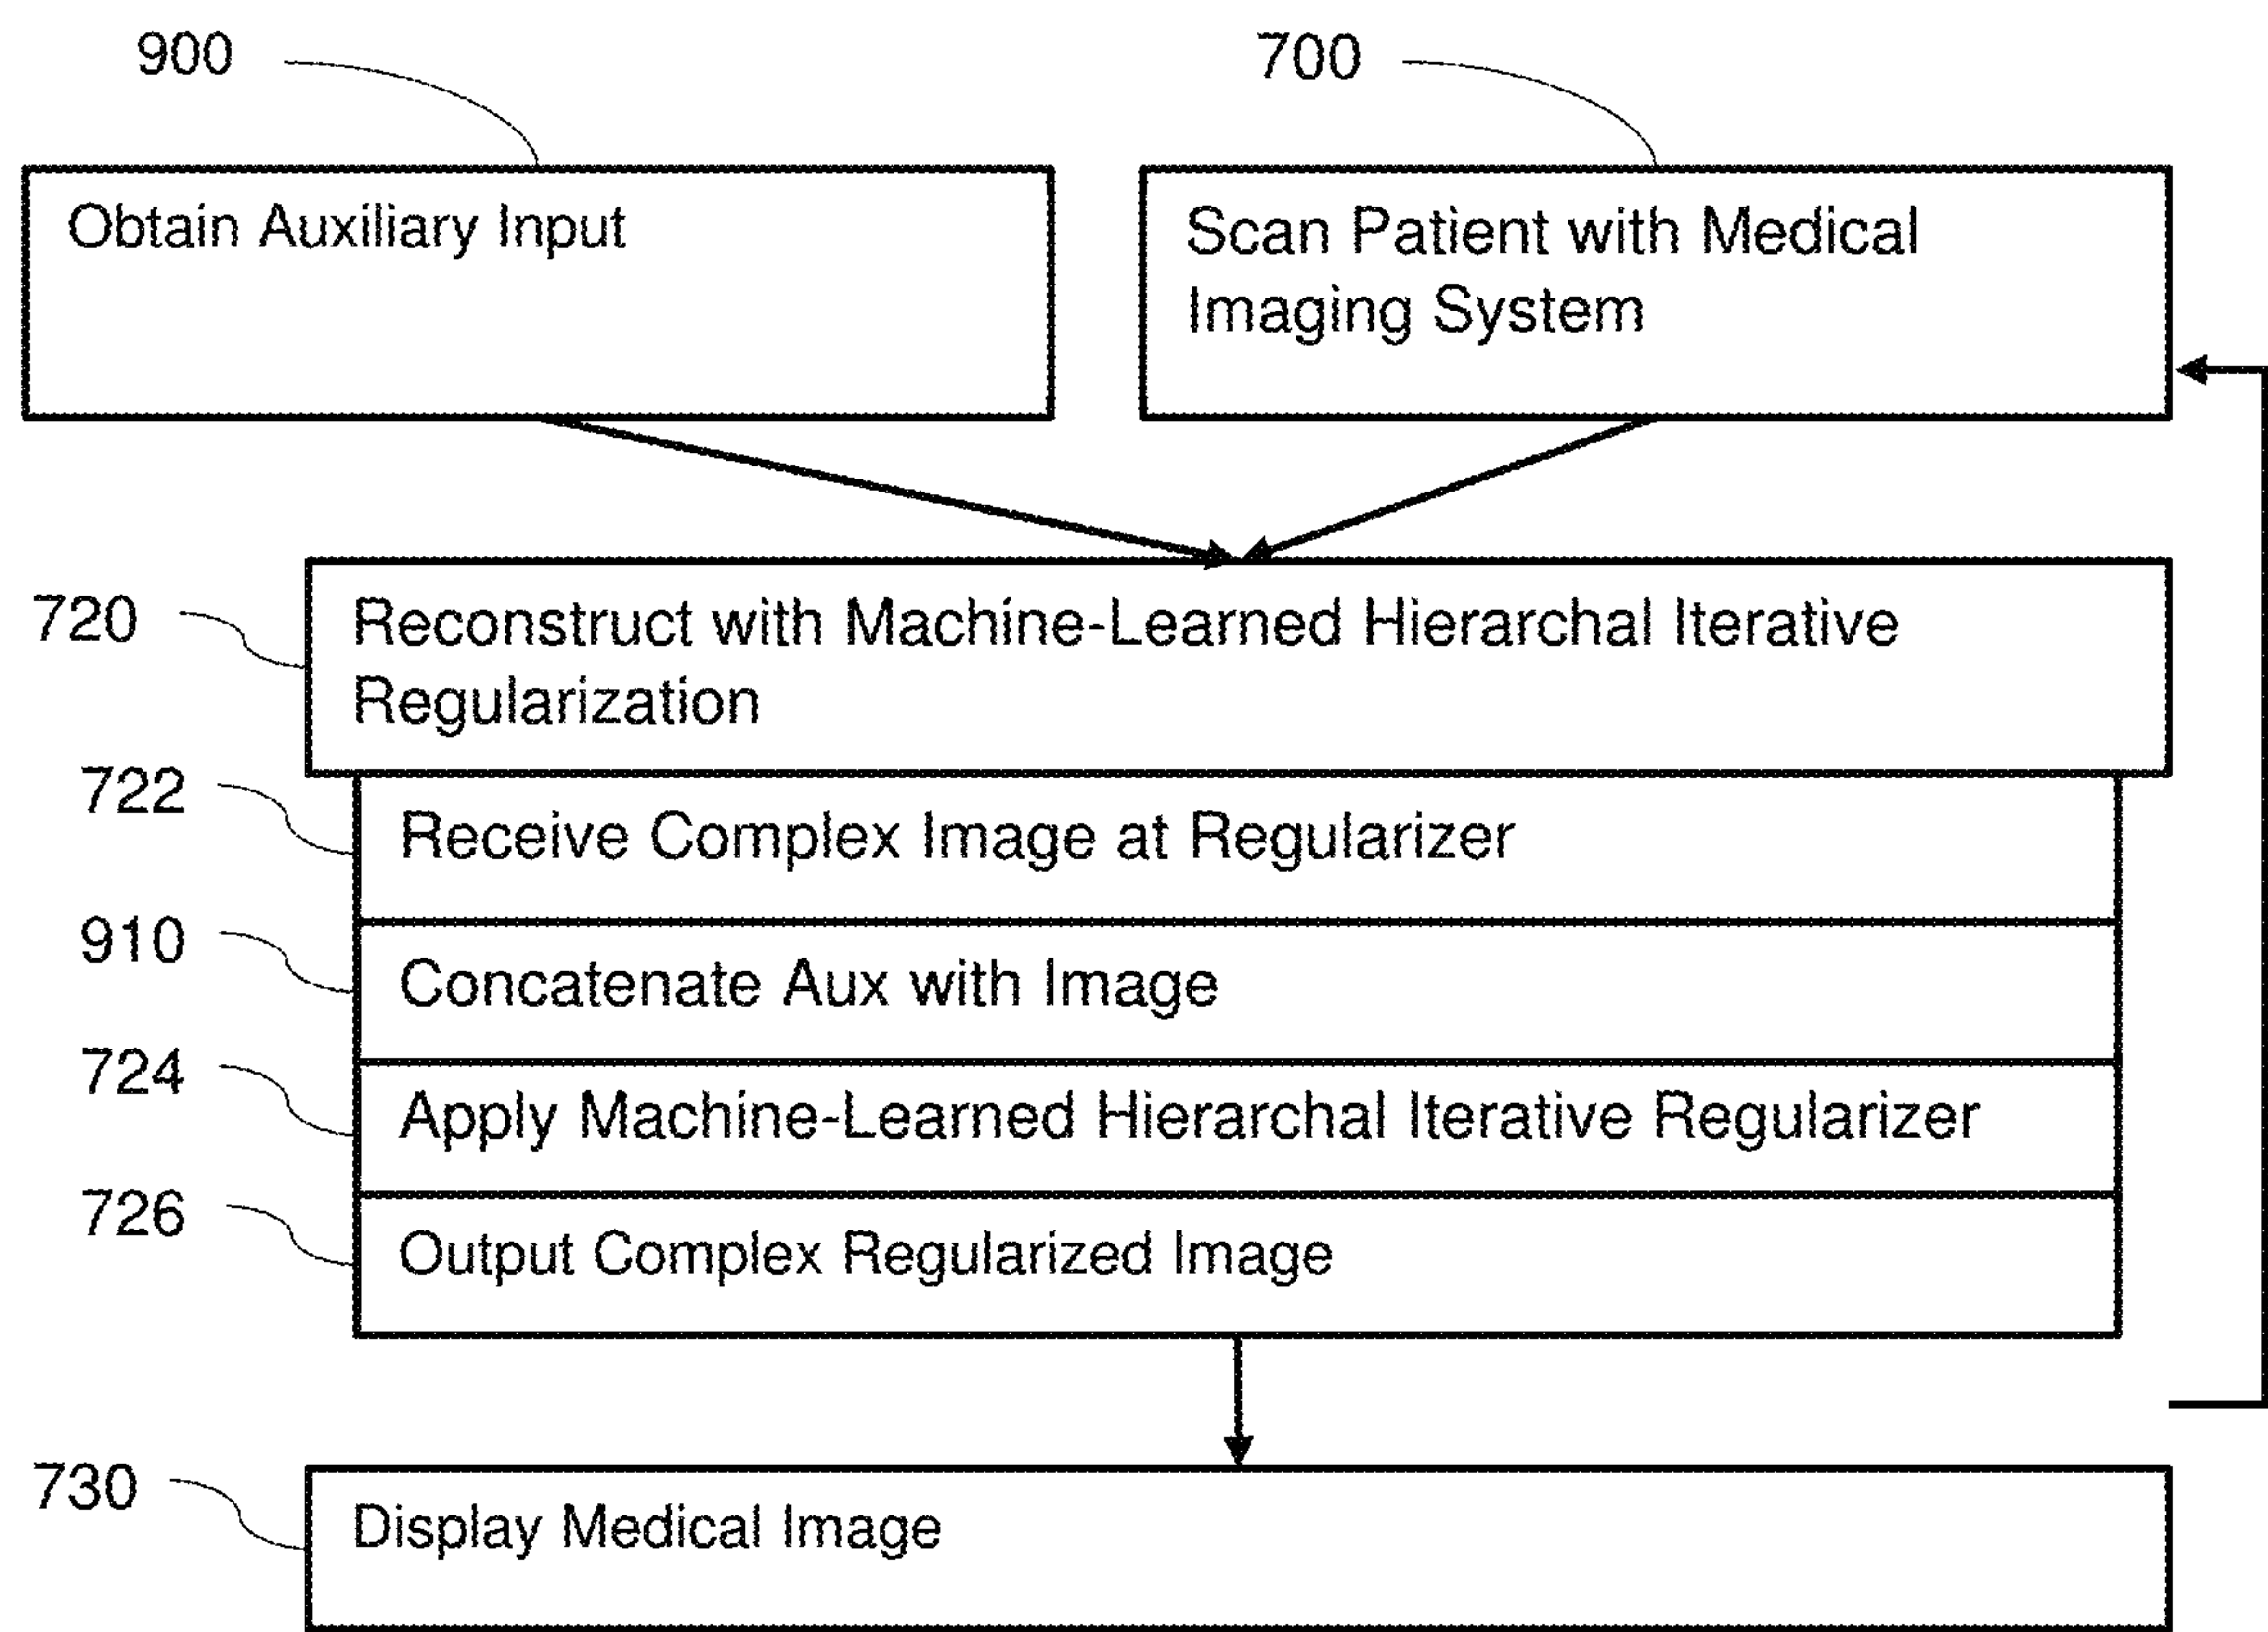 900
700
Obtain Auxiliary Input
Scan Patient with Medical
Imaging System
720
Reconstruct with Machine-Learned Hierarchal Iterative
Regularization
722
Receive Complex Image at Regularizer
910
Concatenate Aux with Image
724
Apply Machine-Learned Hierarchal Iterative Regularizer
726
Output Complex Regularized Image
730
Display Medical Image